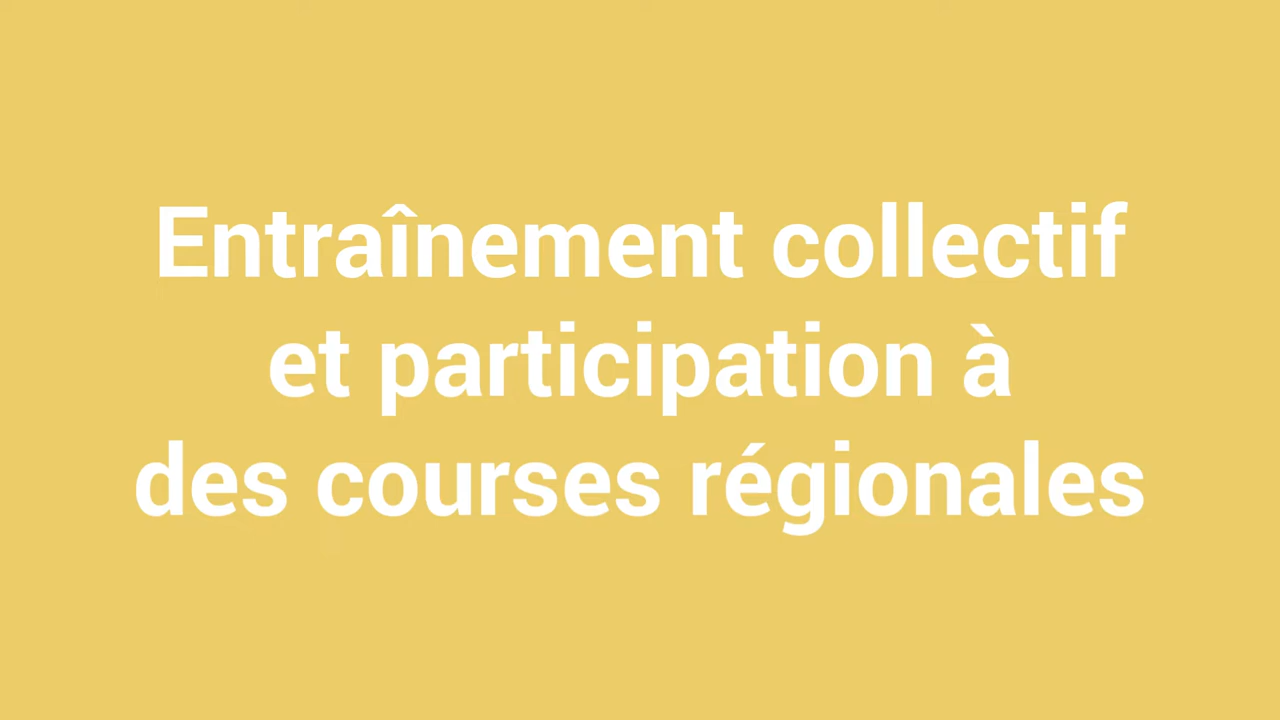 Entraînement collectif
et participation à
des courses régionales